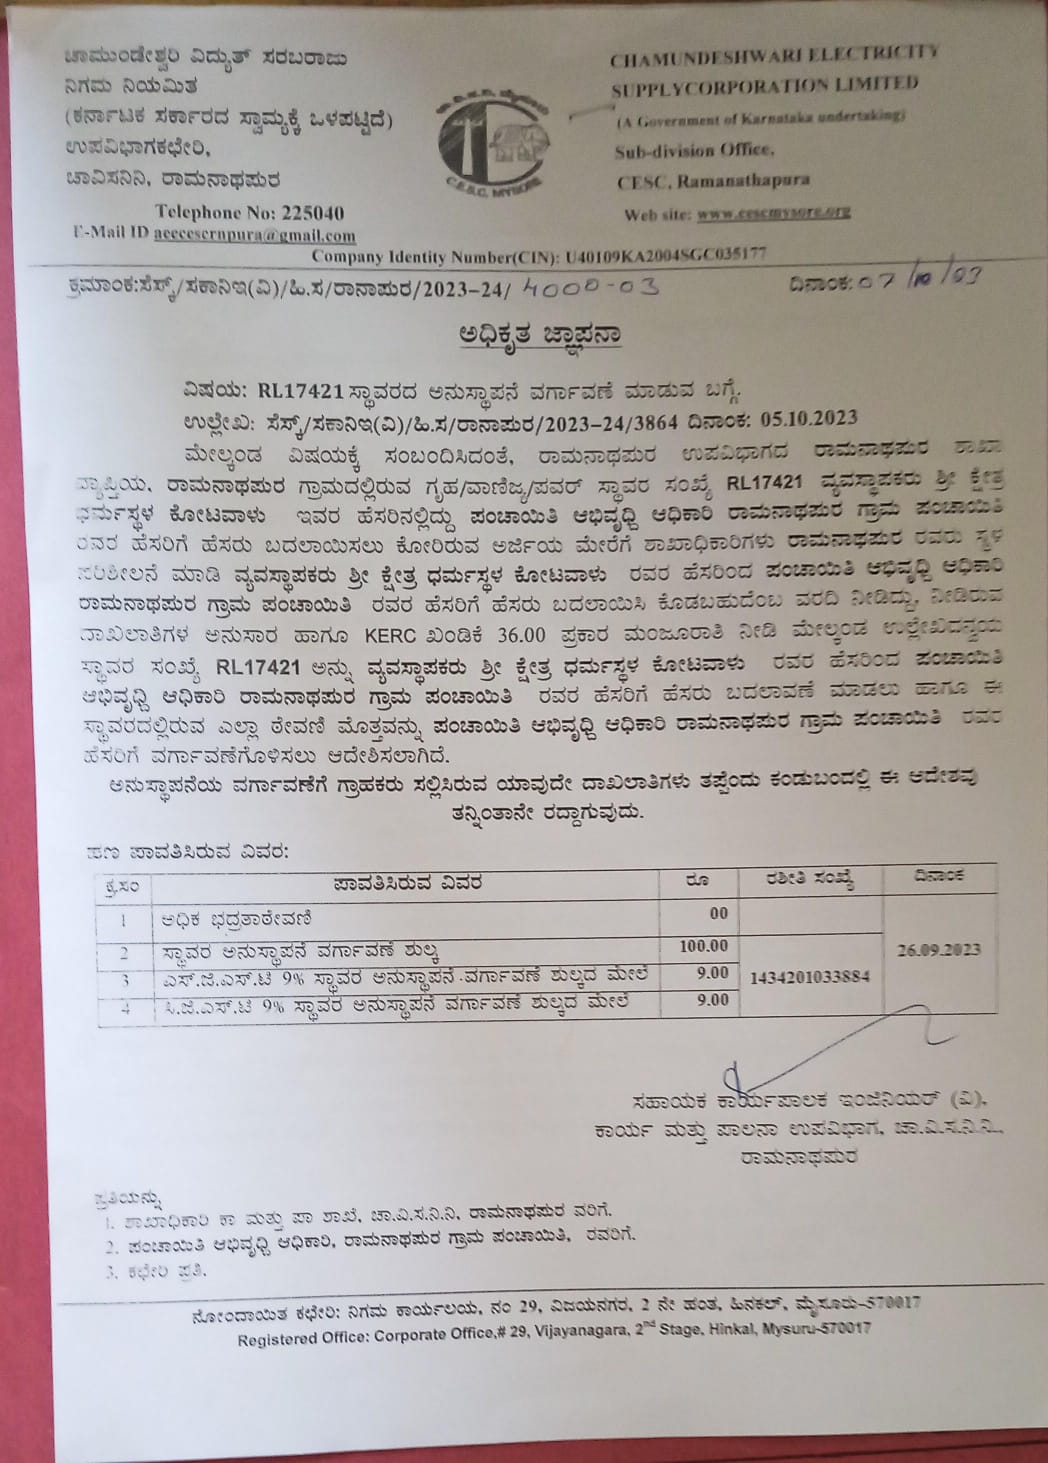 ಚಾಮುಂಡೇಶ್ವರಿ ವಿದ್ಯುತ್ ಸರಬರಾಜು
ನಿಗಮ ನಿಯಮಿತ
(ಕರ್ನಾಟಕ ಸರ್ಕಾರದ ಸ್ವಾಮ್ಯಕ್ಕೆ ಒಳಪಟ್ಟಿದೆ)
ಉಪವಿಭಾಗಕಛೇರಿ,
ಚಾವಿಸನಿನಿ, ರಾಮನಾಥಪುರ
Telephone No: 225040
E-Mail ID aeecescrnpura@gmail.com
C.E.S.C. MYSORE
CHAMUNDESHWARI ELECTRICITY
SUPPLYCORPORATION LIMITED
(A Government of Karnataka undertaking)
Sub-division Office,
CESC, Ramanathapura
Web site: www.cescmysore.org
Company Identity Number(CIN): U40109KA2004SGC035177
ಕ್ರಮಾಂಕ:ಸೆಸ್ಕ್/ಸಕಾನಿಇ(ವಿ)/ಹಿ.ಸ/ರಾನಾಪುರ/2023-24/ 4000-03 ದಿನಾಂಕ: 07/10/03
ಅಧಿಕೃತ ಜ್ಞಾಪನಾ
ವಿಷಯ: RL17421 ಸ್ಥಾವರದ ಅನುಸ್ಥಾಪನೆ ವರ್ಗಾವಣೆ ಮಾಡುವ ಬಗ್ಗೆ.
ಉಲ್ಲೇಖ: ಸೆಸ್ಕ್/ಸಕಾನಿಇ(ವಿ)/ಹಿ.ಸ/ರಾನಾಪುರ/2023-24/3864 ದಿನಾಂಕ: 05.10.2023
ಮೇಲ್ಕಂಡ ವಿಷಯಕ್ಕೆ ಸಂಬಂದಿಸಿದಂತೆ, ರಾಮನಾಥಪುರ ಉಪವಿಭಾಗದ ರಾಮನಾಥಪುರ ಶಾಖಾ
ವ್ಯಾಪ್ತಿಯ, ರಾಮನಾಥಪುರ ಗ್ರಾಮದಲ್ಲಿರುವ ಗೃಹ/ವಾಣಿಜ್ಯ/ಪವರ್ ಸ್ಥಾವರ ಸಂಖ್ಯೆ RL17421 ವ್ಯವಸ್ಥಾಪಕರು ಶ್ರೀ ಕ್ಷೇತ್ರ
ಧರ್ಮಸ್ಥಳ ಕೋಟವಾಳು ಇವರ ಹೆಸರಿನಲ್ಲಿದ್ದು ಪಂಚಾಯಿತಿ ಆಭಿವೃದ್ಧಿ ಆಧಿಕಾರಿ ರಾಮನಾಥಪುರ ಗ್ರಾಮ ಪಂಚಾಯಿತಿ
ರವರ ಹೆಸರಿಗೆ ಹೆಸರು ಬದಲಾಯಿಸಲು ಕೋರಿರುವ ಅರ್ಜಿಯ ಮೇರೆಗೆ ಶಾಖಾಧಿಕಾರಿಗಳು ರಾಮನಾಥಪುರ ರವರು ಸ್ಥಳ
ಪರಿಶೀಲನೆ ಮಾಡಿ ವ್ಯವಸ್ಥಾಪಕರು ಶ್ರೀ ಕ್ಷೇತ್ರ ಧರ್ಮಸ್ಥಳ ಕೋಟವಾಳು ರವರ ಹೆಸರಿಂದ ಪಂಚಾಯಿತಿ ಆಭಿವೃದ್ಧಿ ಆಧಿಕಾರಿ
ರಾಮನಾಥಪುರ ಗ್ರಾಮ ಪಂಚಾಯಿತಿ ರವರ ಹೆಸರಿಗೆ ಹೆಸರು ಬದಲಾಯಿಸಿ ಕೊಡಬಹುದೆಂಬ ವರದಿ ನೀಡಿದ್ದು, ನೀಡಿರುವ
ದಾಖಲಾತಿಗಳ ಅನುಸಾರ ಹಾಗೂ KERC ಖಂಡಿಕೆ 36.00 ಪ್ರಕಾರ ಮಂಜೂರಾತಿ ನೀಡಿ ಮೇಲ್ಕಂಡ ಉಲ್ಲೇಖದನ್ವಯ
ಸ್ಥಾವರ ಸಂಖ್ಯೆ RL17421 ಅನ್ನು ವ್ಯವಸ್ಥಾಪಕರು ಶ್ರೀ ಕ್ಷೇತ್ರ ಧರ್ಮಸ್ಥಳ ಕೋಟವಾಳು ರವರ ಹೆಸರಿಂದ ಪಂಚಾಯಿತಿ
ಆಭಿವೃಧ್ಧಿ ಆಧಿಕಾರಿ ರಾಮನಾಥಪುರ ಗ್ರಾಮ ಪಂಚಾಯಿತಿ ರವರ ಹೆಸರಿಗೆ ಹೆಸರು ಬದಲಾವಣೆ ಮಾಡಲು ಹಾಗೂ ಈ
ಸ್ಥಾವರದಲ್ಲಿರುವ ಎಲ್ಲಾ ಠೇವಣಿ ಮೊತ್ತವನ್ನು ಪಂಚಾಯಿತಿ ಆಭಿವೃದ್ಧಿ ಆಧಿಕಾರಿ ರಾಮನಾಥಪುರ ಗ್ರಾಮ ಪಂಚಾಯಿತಿ ರವರ
ಹೆಸರಿಗೆ ವರ್ಗಾವಣೆಗೊಳಿಸಲು ಆದೇಶಿಸಲಾಗಿದೆ.
ಅನುಸ್ಥಾಪನೆಯ ವರ್ಗಾವಣೆಗೆ ಗ್ರಾಹಕರು ಸಲ್ಲಿಸಿರುವ ಯಾವುದೇ ದಾಖಲಾತಿಗಳು ತಪ್ಪೆಂದು ಕಂಡುಬಂದಲ್ಲಿ ಈ ಆದೇಶವು
ತನ್ನಿಂತಾನೇ ರದ್ದಾಗುವುದು.
ಹಣ ಪಾವತಿಸಿರುವ ವಿವರ:
ಕ್ರ.ಸಂ ಪಾವತಿಸಿರುವ ವಿವರ ರೂ ರಶೀತಿ ಸಂಖ್ಯೆ ದಿನಾಂಕ
1 ಅಧಿಕ ಭದ್ರತಾಠೇವಣಿ 00
2 ಸ್ಥಾವರ ಅನುಸ್ಥಾಪನೆ ವರ್ಗಾವಣೆ ಶುಲ್ಕ 100.00 26.09.2023
3 ಎಸ್.ಜಿ.ಎಸ್.ಟಿ 9% ಸ್ಥಾವರ ಅನುಸ್ಥಾಪನೆ ವರ್ಗಾವಣೆ ಶುಲ್ಕದ ಮೇಲೆ 9.00 1434201033884
4 ಸಿ.ಜಿ.ಎಸ್.ಟಿ 9% ಸ್ಥಾವರ ಅನುಸ್ಥಾಪನೆ ವರ್ಗಾವಣೆ ಶುಲ್ಕದ ಮೇಲೆ 9.00
ಸಹಾಯಕ ಕಾರ್ಯಪಾಲಕ ಇಂಜಿನಿಯರ್ (ವಿ),
ಕಾರ್ಯ ಮತ್ತು ಪಾಲನಾ ಉಪವಿಭಾಗ, ಚಾ.ವಿ.ಸ.ನಿ.ನಿ.,
ರಾಮನಾಥಪುರ
ಪ್ರತಿಯನ್ನು
1. ಶಾಖಾಧಿಕಾರಿ ಕಾ ಮತ್ತು ಪಾ ಶಾಖೆ, ಚಾ.ವಿ.ಸ.ನಿ.ನಿ, ರಾಮನಾಥಪುರ ವರಿಗೆ.
2. ಪಂಚಾಯಿತಿ ಆಭಿವೃಧ್ಧಿ ಆಧಿಕಾರಿ, ರಾಮನಾಥಪುರ ಗ್ರಾಮ ಪಂಚಾಯಿತಿ, ರವರಿಗೆ.
3. ಕಛೇರಿ ಪ್ರತಿ.
ನೋಂದಾಯಿತ ಕಛೇರಿ: ನಿಗಮ ಕಾರ್ಯಾಲಯ, ನಂ 29, ವಿಜಯನಗರ, 2 ನೇ ಹಂತ, ಹಿನಕಲ್, ಮೈಸೂರು-570017
Registered Office: Corporate Office,# 29, Vijayanagara, 2nd Stage, Hinkal, Mysuru-570017